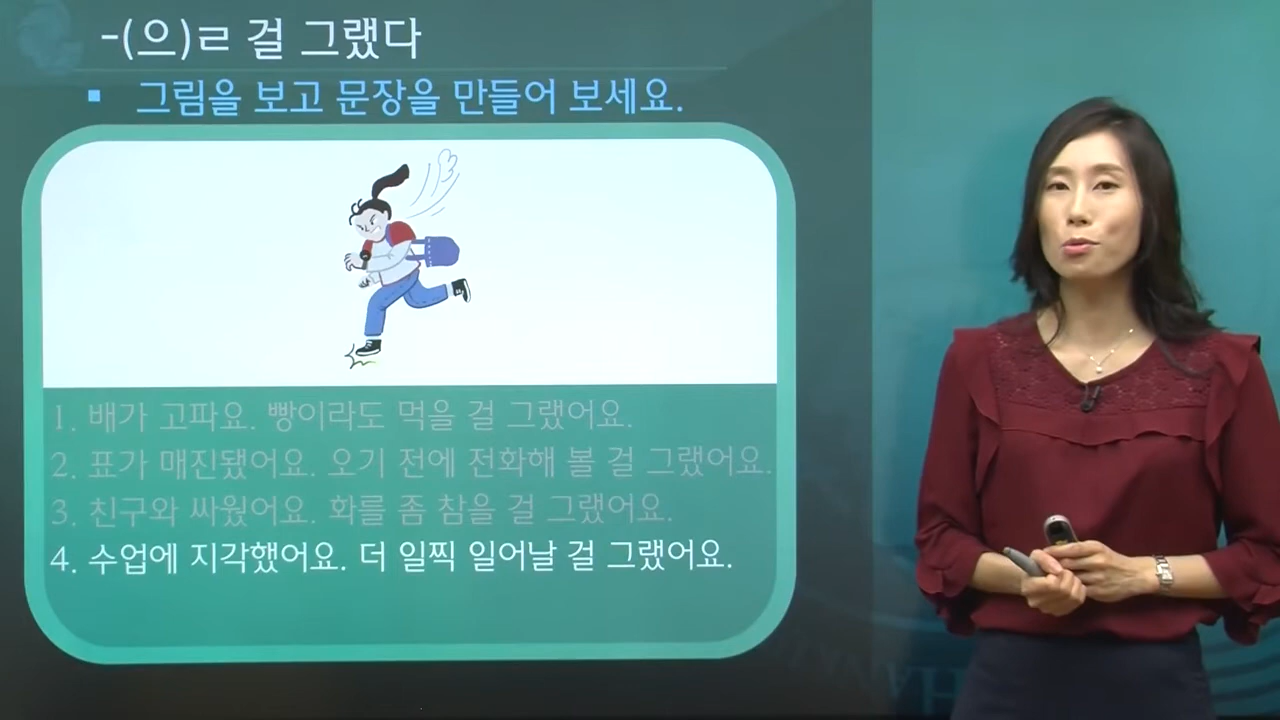 -(으)ㄹ 걸 그랬다
▪ 그림을 보고 문장을 만들어 보세요.
1. 배가 고파요. 빵이라도 먹을 걸 그랬어요.
2. 표가 매진됐어요. 오기 전에 전화해 볼 걸 그랬어요.
3. 친구와 싸웠어요. 화를 좀 참을 걸 그랬어요.
4. 수업에 지각했어요. 더 일찍 일어날 걸 그랬어요.